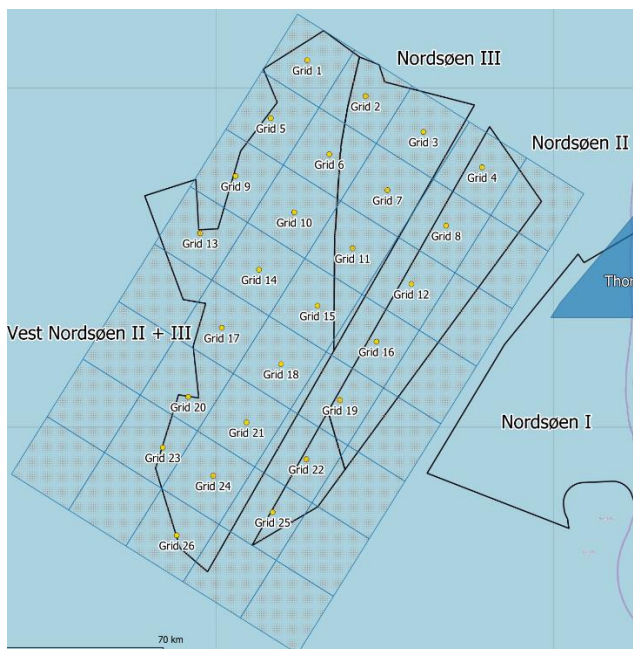 Nordsøen III
Grid 1
Grid 2
Grid 5
Grid 3
Nordsøen II
Grid 6
Grid 4
Grid 9
Grid 7
Grid 10
Grid 8
Grid 13
Grid 11
Thor
Grid 14
Grid 12
Grid 15
Vest Nordsøen II + III
Grid 17
Grid 16
Grid 18
Grid 20
Grid 19
Nordsøen I
Grid 21
Grid 23
Grid 22
Grid 24
Grid 25
Grid 26
70 km